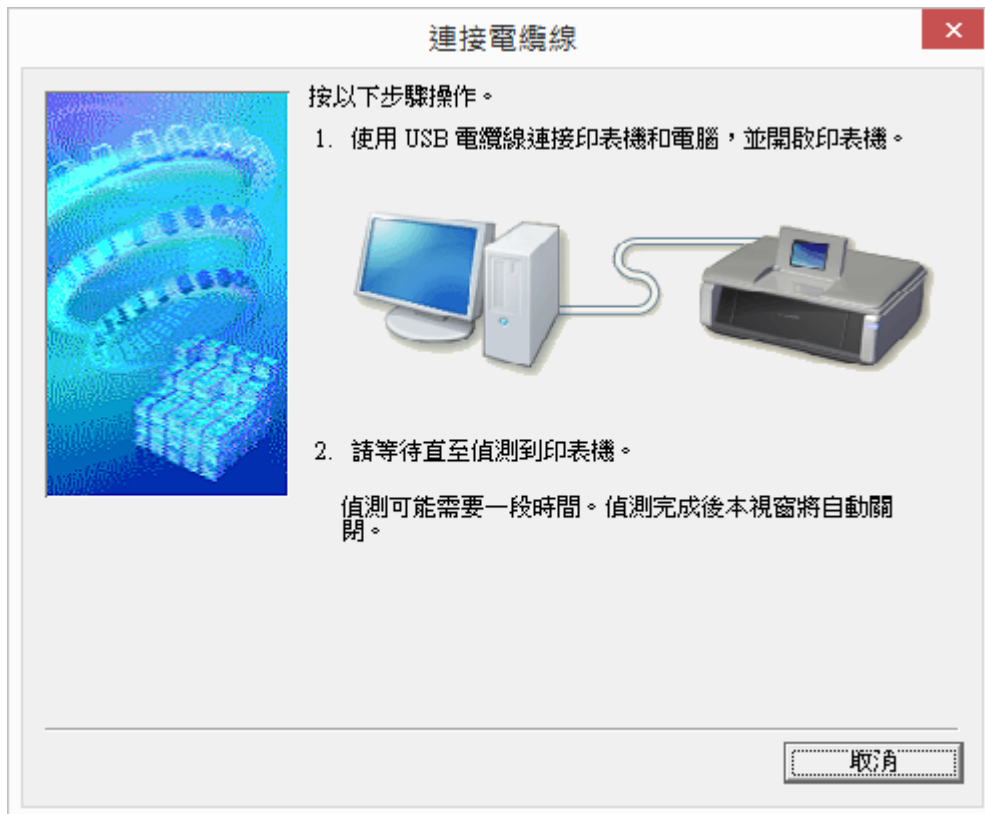 連接電纜線
按以下步驟操作。
1. 使用 USB 電纜線連接印表機和電腦，並開啟印表機。
2. 請等待直至偵測到印表機。
偵測可能需要一段時間。偵測完成後本視窗將自動關
閉。
取消